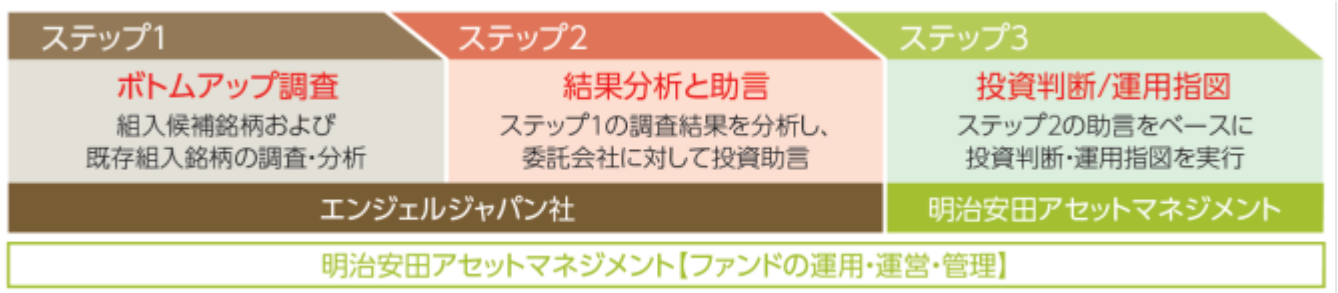 ステップ1
ステップ2
ステップ3
ボトムアップ調査
組入候補銘柄および
既存組入銘柄の調査・分析
結果分析と助言
ステップ1の調査結果を分析し、
委託会社に対して投資助言
投資判断/運用指図
ステップ2の助言をベースに
投資判断・運用指図を実行
エンジェルジャパン社
明治安田アセットマネジメント
明治安田アセットマネジメント【ファンドの運用・運営・管理】